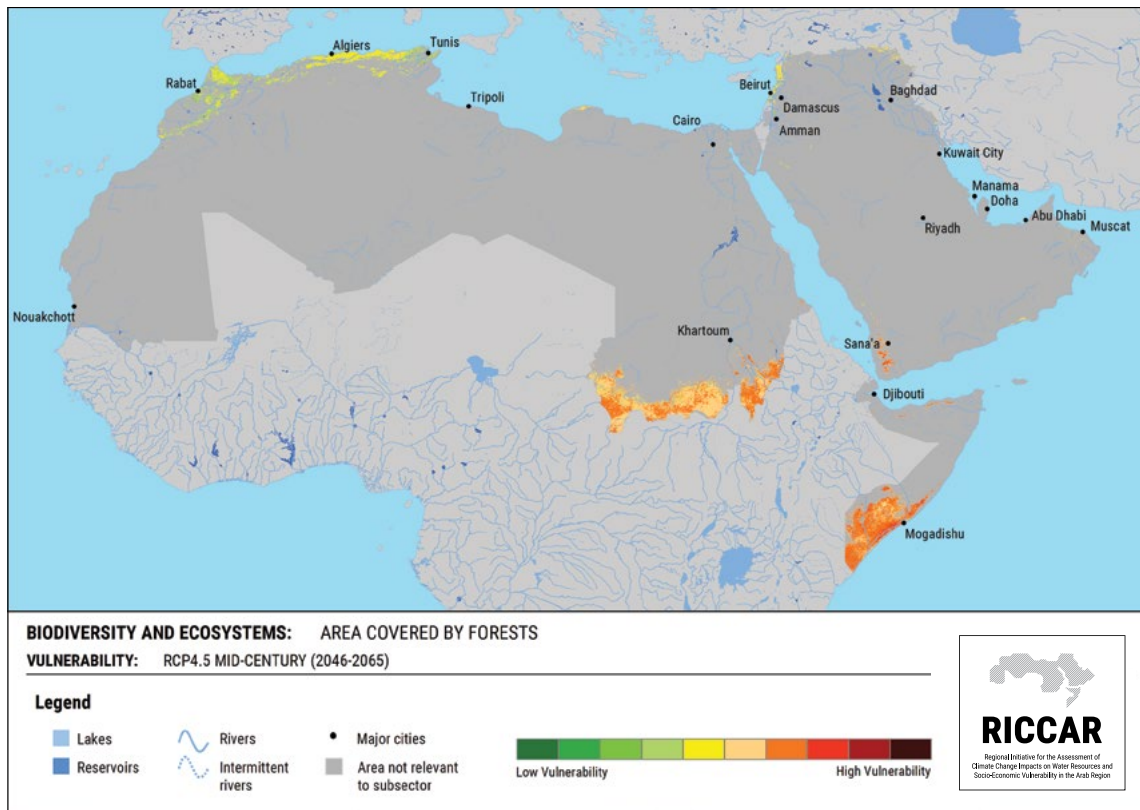 Algiers
Tunis
Rabat
Tripoli
Beirut
Damascus
Baghdad
Cairo
Amman
Kuwait City
Manama
Doha
Abu Dhabi
Muscat
Riyadh
Nouakchott
Khartoum
Sana'a
Djibouti
Mogadishu
BIODIVERSITY AND ECOSYSTEMS: AREA COVERED BY FORESTS
VULNERABILITY: RCP4.5 MID-CENTURY (2046-2065)
Legend
Lakes
Reservoirs
Rivers
Intermittent
rivers
Major cities
Area not relevant
to subsector
Low Vulnerability
High Vulnerability
RICCAR
Regional Initiative for the Assessment of
Climate Change Impacts on Water Resources and
Socio-Economic Vulnerability in the Arab Region